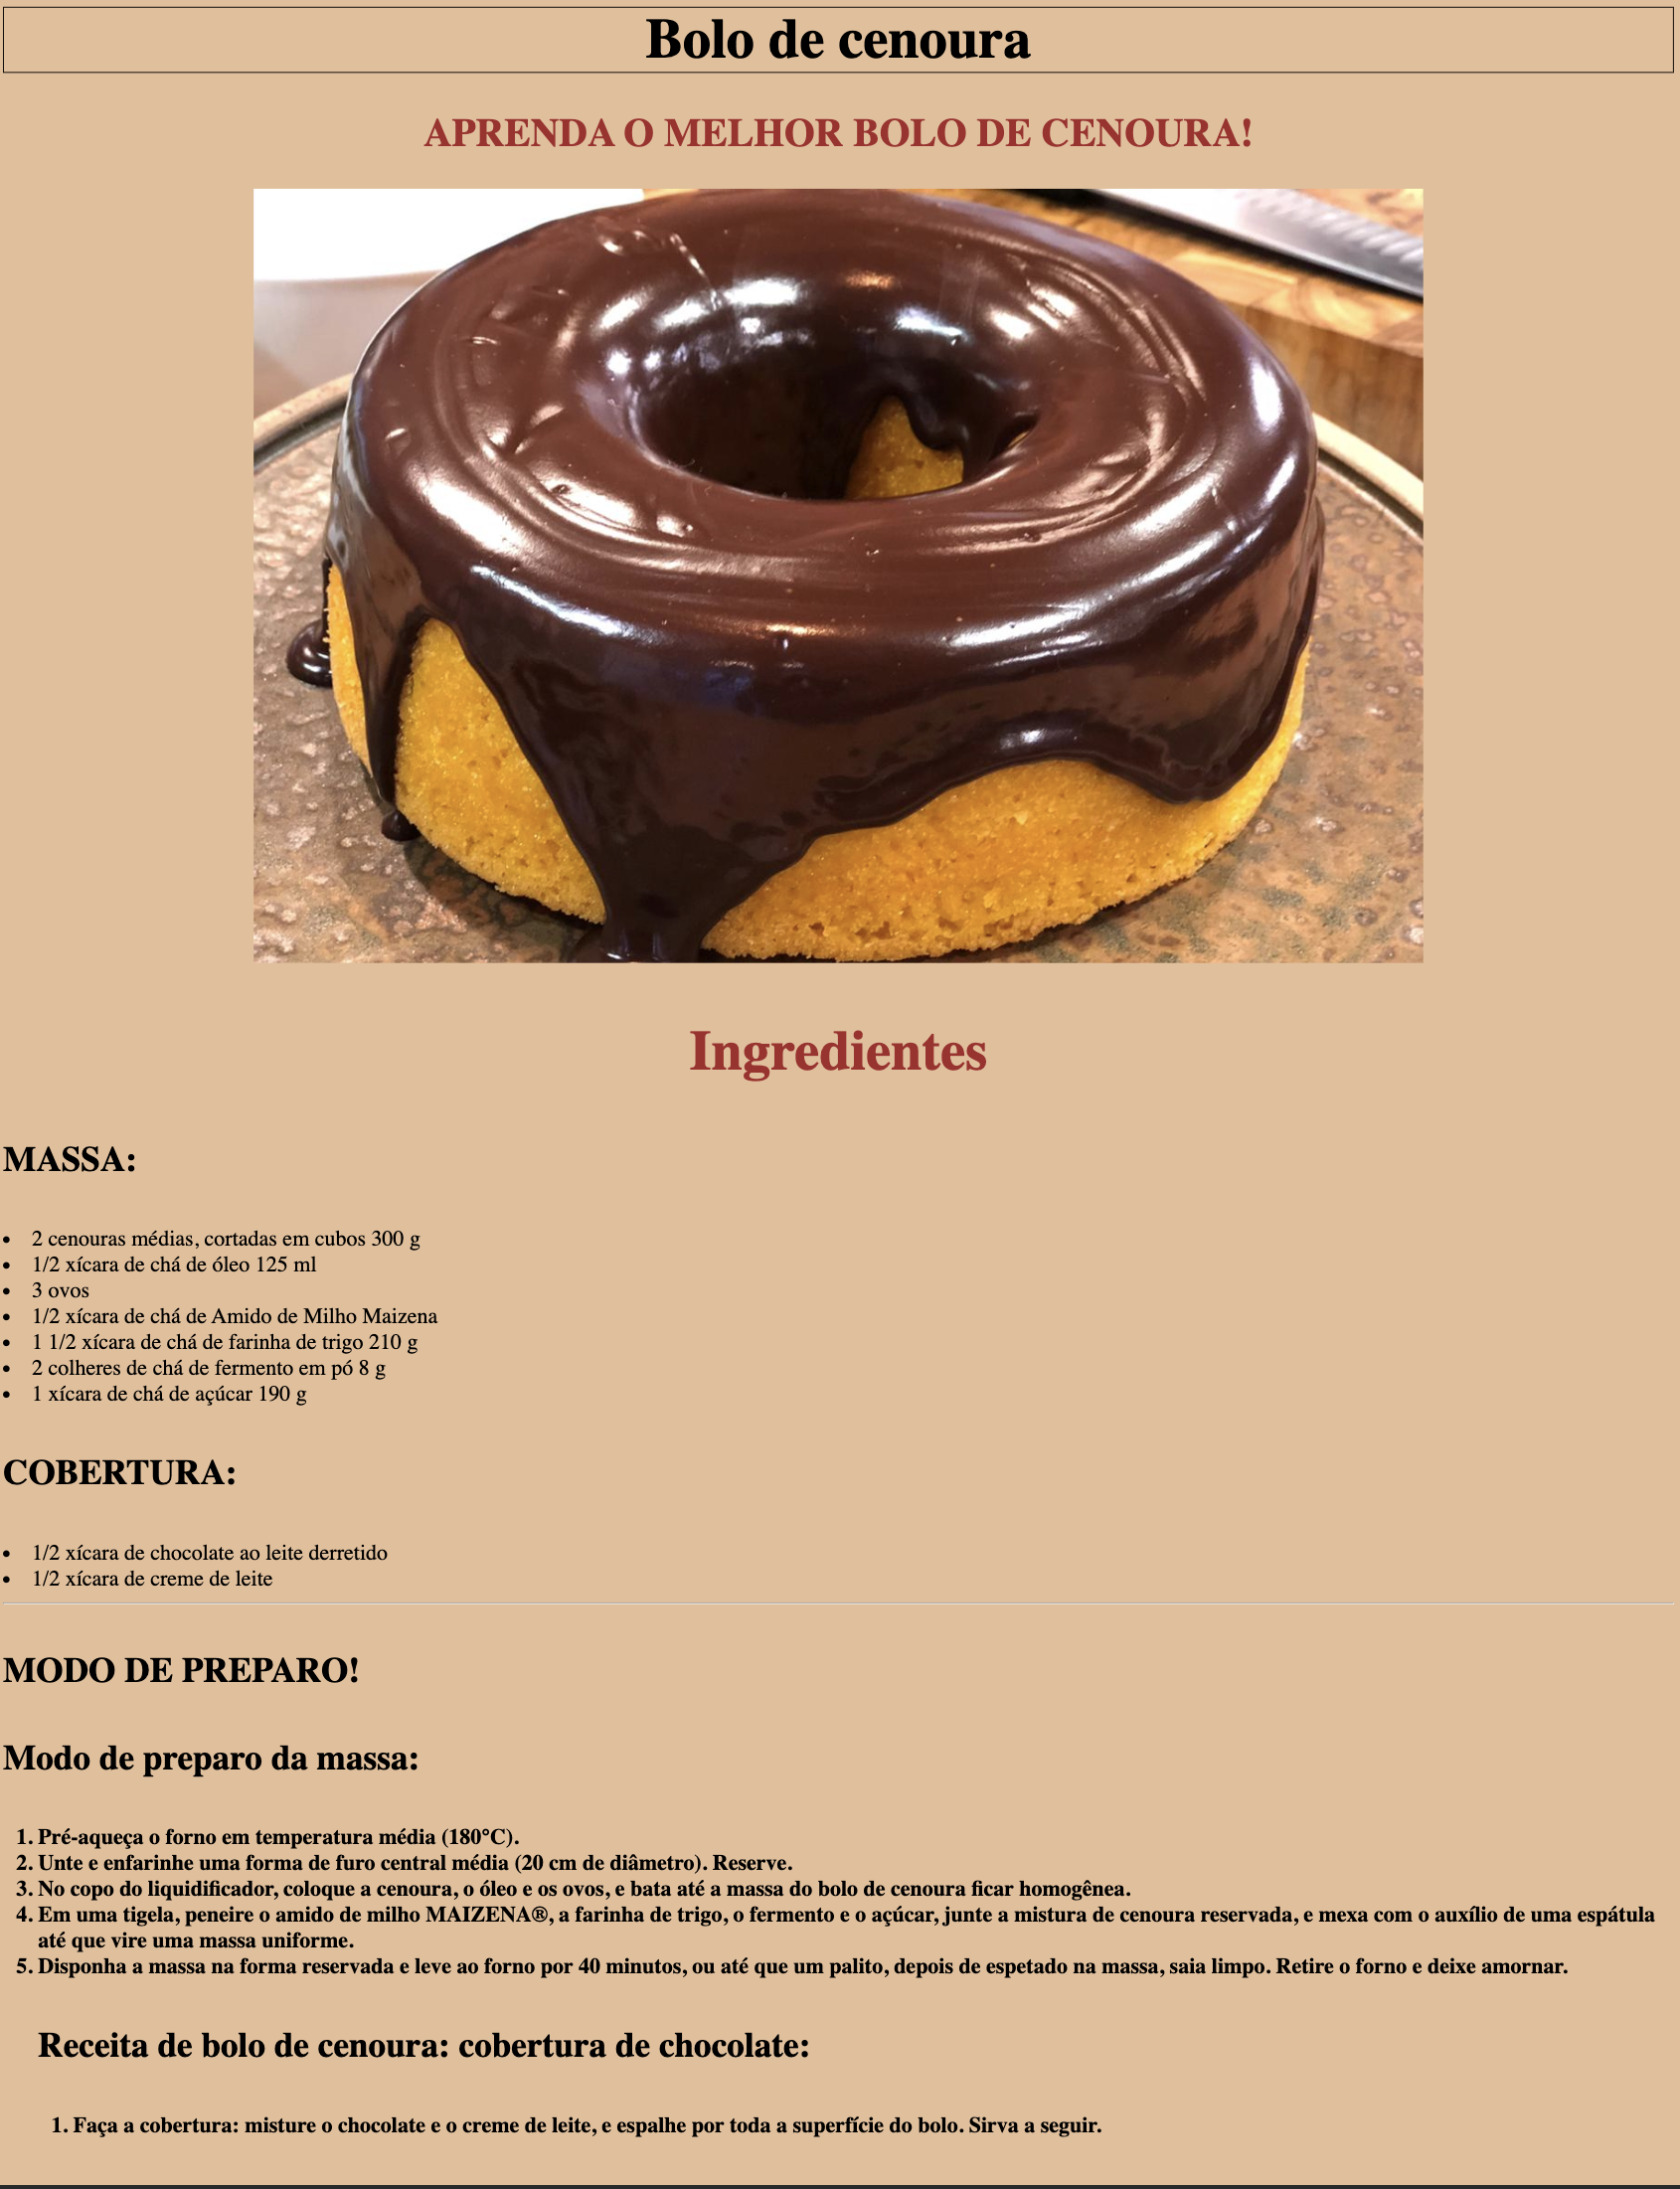 Bolo de cenoura
APRENDA O MELHOR BOLO DE CENOURA!
Ingredientes
MASSA:
• 2 cenouras médias, cortadas em cubos 300 g
• 1/2 xícara de chá de óleo 125 ml
• 3 ovos
• 1/2 xícara de chá de Amido de Milho Maizena
• 1 1/2 xícara de chá de farinha de trigo 210 g
• 2 colheres de chá de fermento em pó 8 g
• 1 xícara de chá de açúcar 190 g
COBERTURA:
• 1/2 xícara de chocolate ao leite derretido
• 1/2 xícara de creme de leite
MODO DE PREPARO!
Modo de preparo da massa:
1. Pré-aqueça o forno em temperatura média (180°C).
2. Unte e enfarinhe uma forma de furo central média (20 cm de diâmetro). Reserve.
3. No copo do liquidificador, coloque a cenoura, o óleo e os ovos, e bata até a massa do bolo de cenoura ficar homogênea.
4. Em uma tigela, peneire o amido de milho MAIZENA®, a farinha de trigo, o fermento e o açúcar, junte a mistura de cenoura reservada, e mexa com o auxílio de uma espátula
até que vire uma massa uniforme.
5. Disponha a massa na forma reservada e leve ao forno por 40 minutos, ou até que um palito, depois de espetado na massa, saia limpo. Retire o forno e deixe amornar.
Receita de bolo de cenoura: cobertura de chocolate:
1. Faça a cobertura: misture o chocolate e o creme de leite, e espalhe por toda a superfície do bolo. Sirva a seguir.